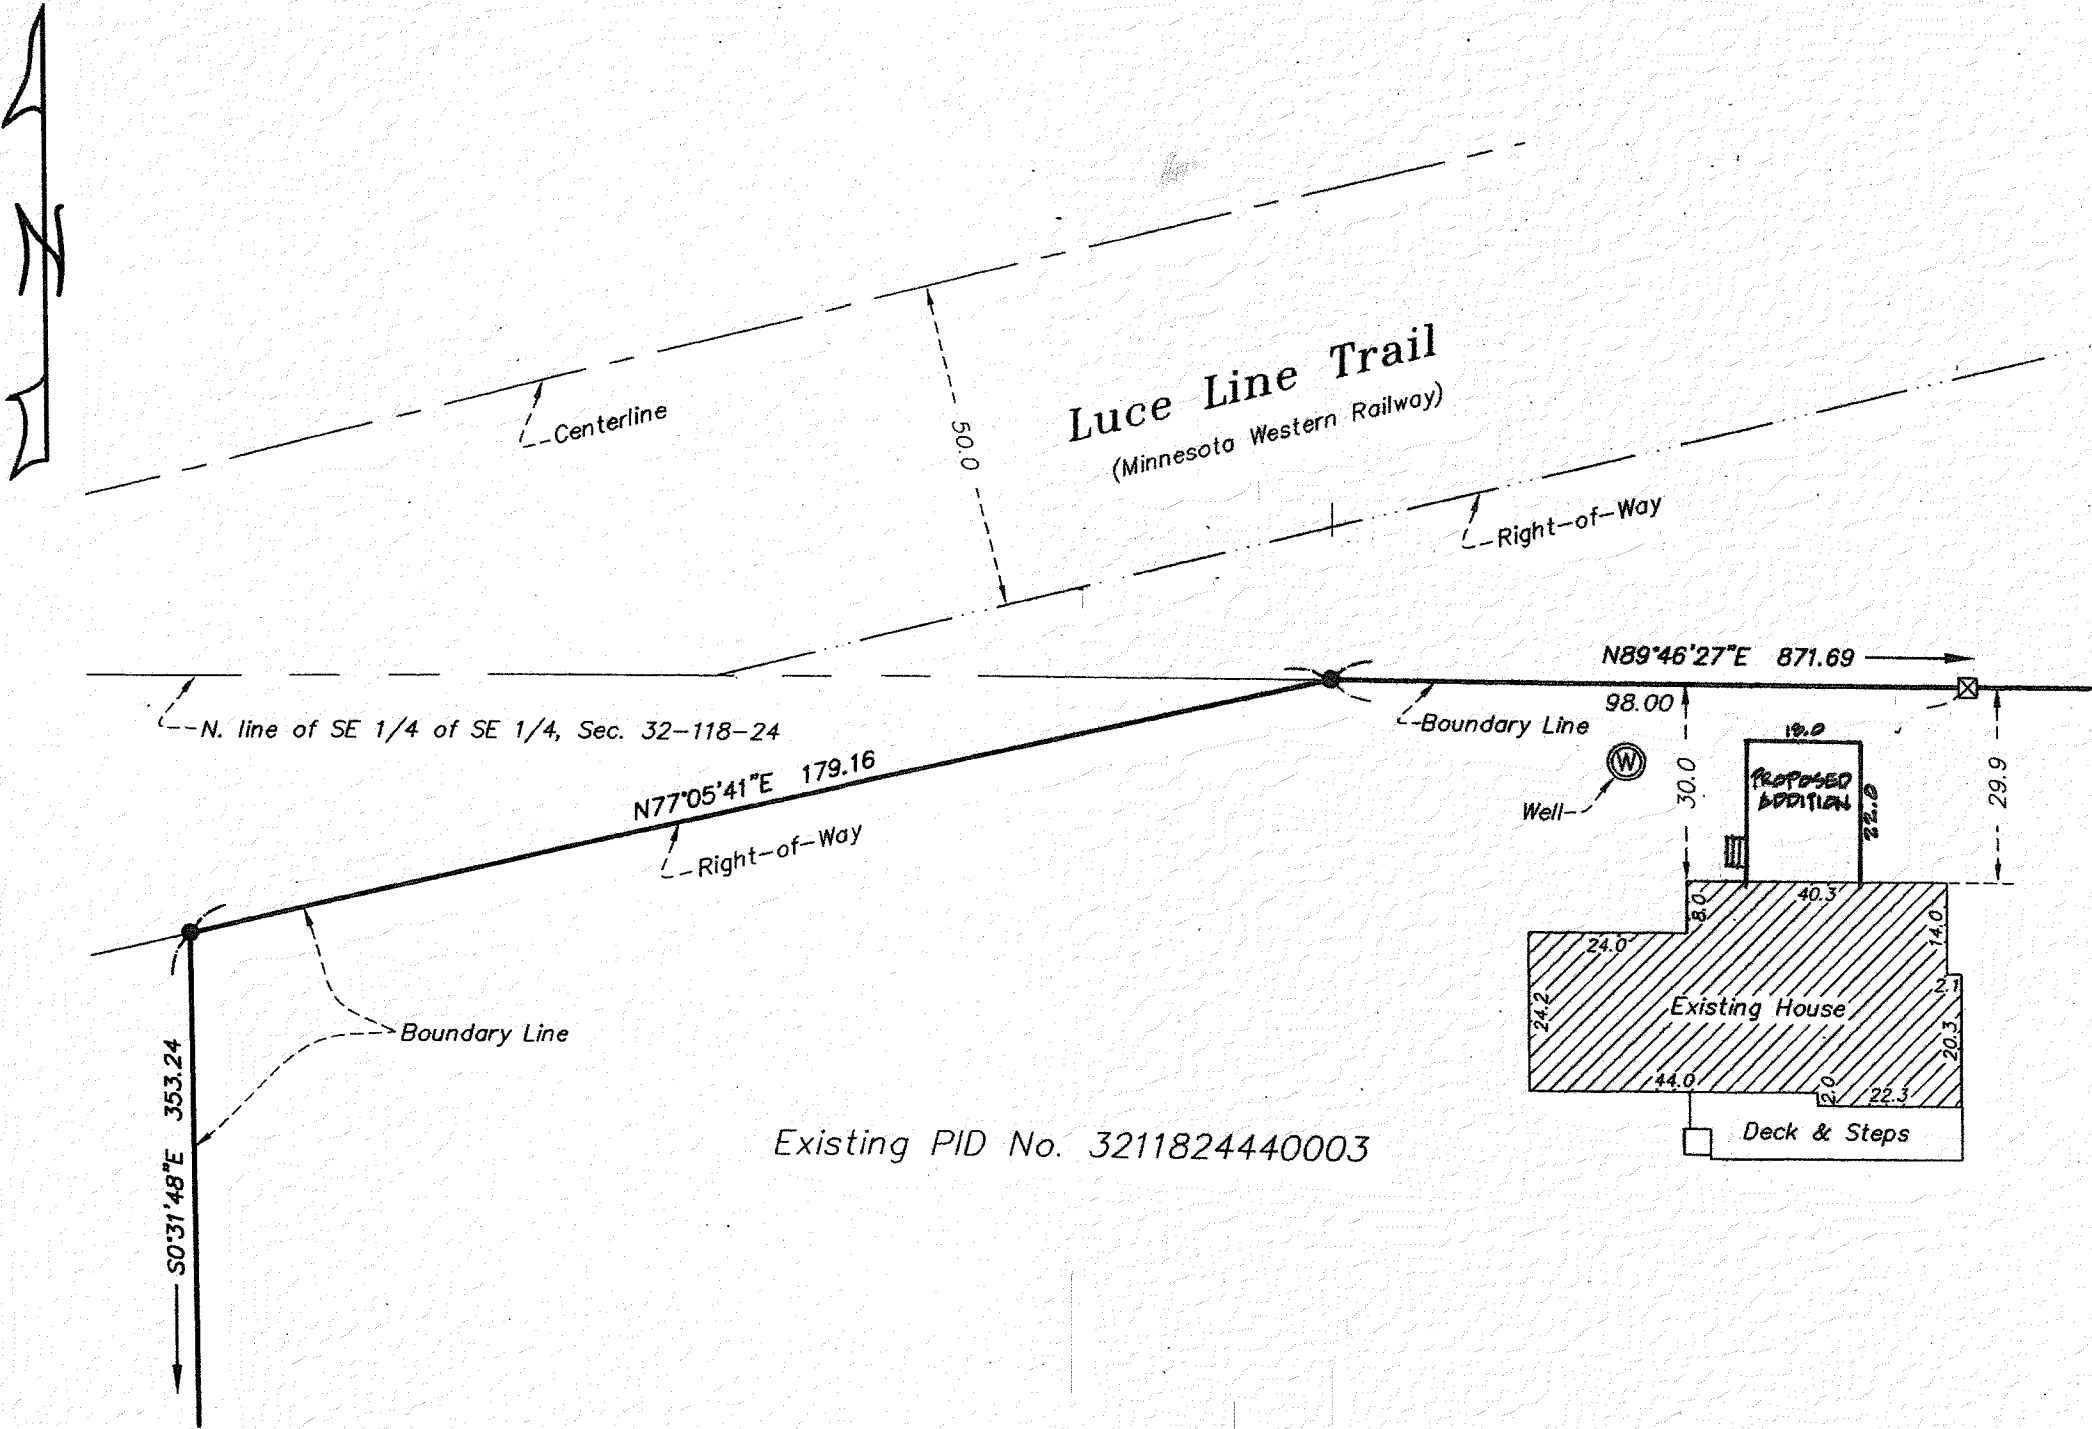 N
Centerline
50.0
Luce Line Trail
(Minnesota Western Railway)
Right-of-Way
N89°46'27"E 871.69
98.00
N. line of SE 1/4 of SE 1/4, Sec. 32-118-24
Boundary Line
N77°05'41"E 179.16
Right-of-Way
W
Well
30.0
18.0
PROPOSED
ADDITION
22.0
29.9
40.3
8.0
14.0
24.0
2.1
Existing House
24.2
20.3
44.0
2.0
22.3
Deck & Steps
Boundary Line
S0°31'48"E 353.24
Existing PID No. 3211824440003